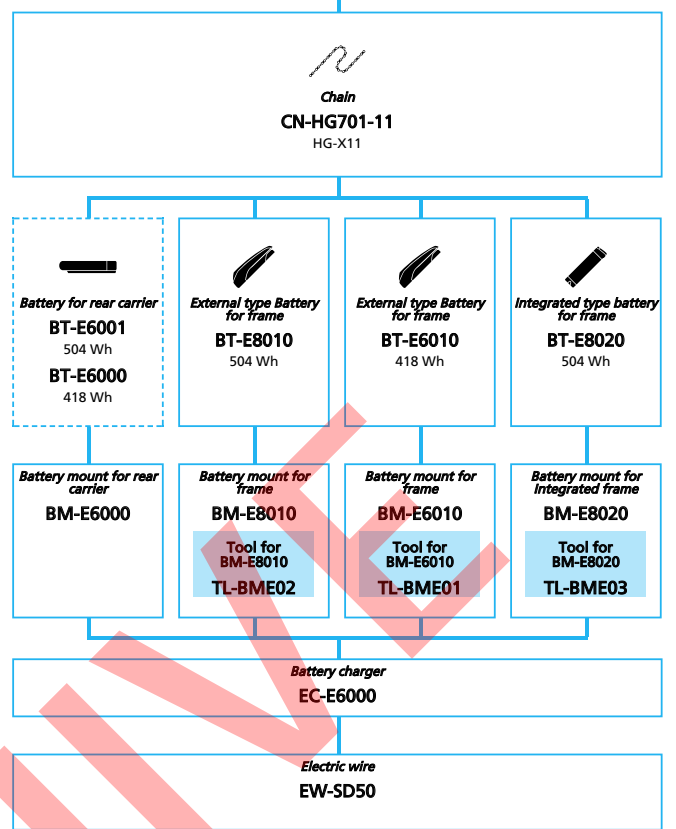 Chain
CN-HG701-11
HG-X11
Battery for rear carrier
BT-E6001
504 Wh
BT-E6000
418 Wh
External type Battery
for frame
BT-E8010
504 Wh
External type Battery
for frame
BT-E6010
418 Wh
Integrated type battery
for frame
BT-E8020
504 Wh
Battery mount for rear
carrier
BM-E6000
Battery mount for
frame
BM-E8010
Tool for
BM-E8010
TL-BME02
Battery mount for
frame
BM-E6010
Tool for
BM-E6010
TL-BME01
Battery mount for
Integrated frame
BM-E8020
Tool for
BM-E8020
TL-BME03
Battery charger
EC-E6000
Electric wire
EW-SD50